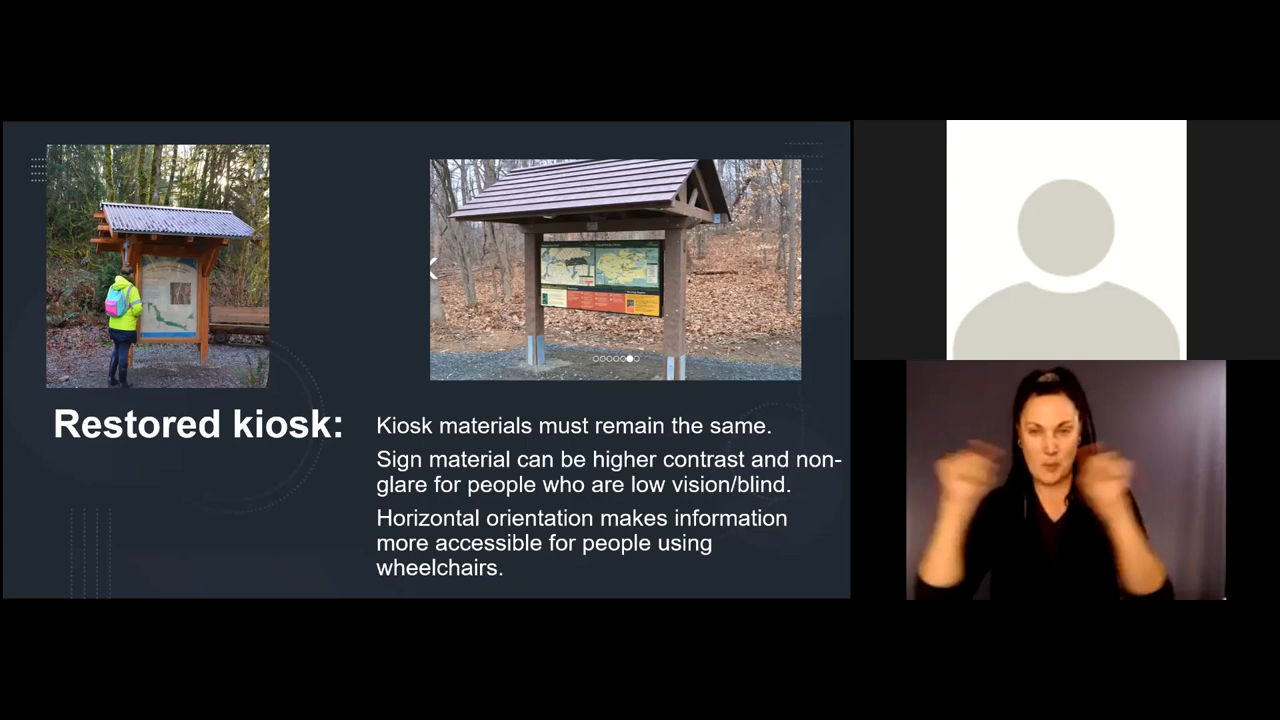 Restored kiosk:
Kiosk materials must remain the same.
Sign material can be higher contrast and non-
glare for people who are low vision/blind.
Horizontal orientation makes information
more accessible for people using
wheelchairs.